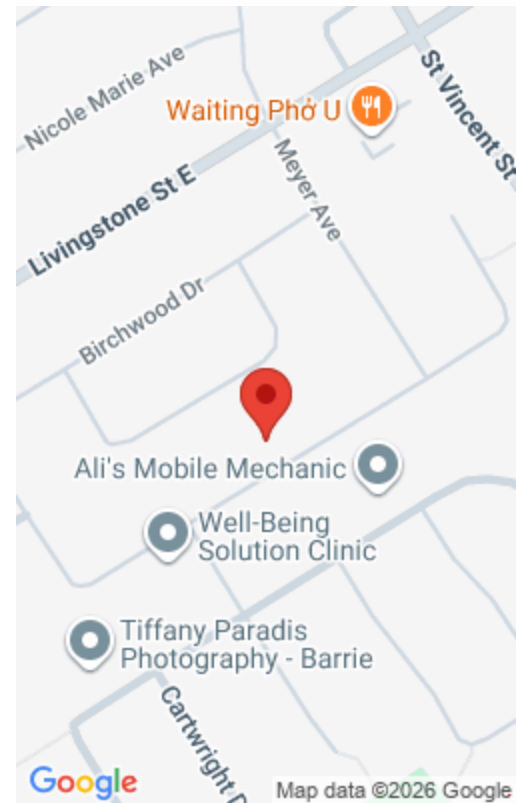 Nicole Marie Ave
Waiting Phở U
St Vincent St
Meyer Ave
Livingstone St E
Birchwood Dr
Ali's Mobile Mechanic
Well-Being
Solution Clinic
Tiffany Paradis
Photography - Barrie
Cartwright
Google
Map data ©2026 Google